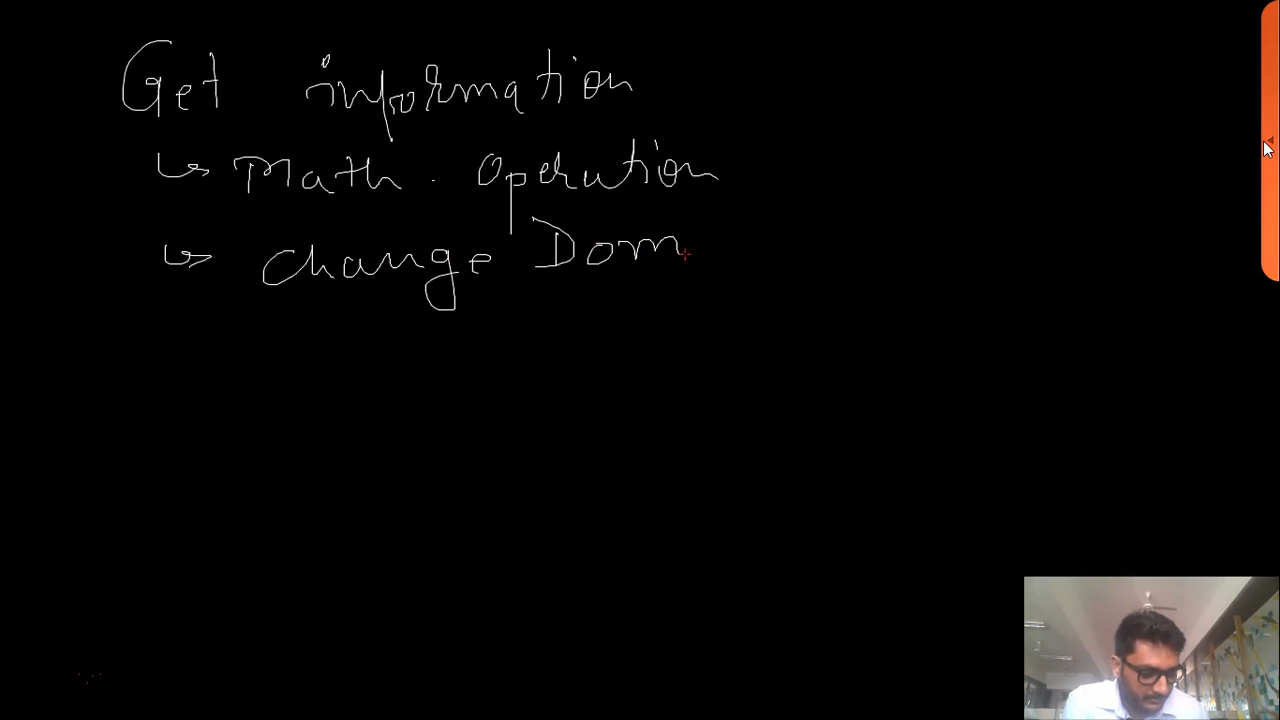 Get information
↳ Math. Operation
↳ Change Dom